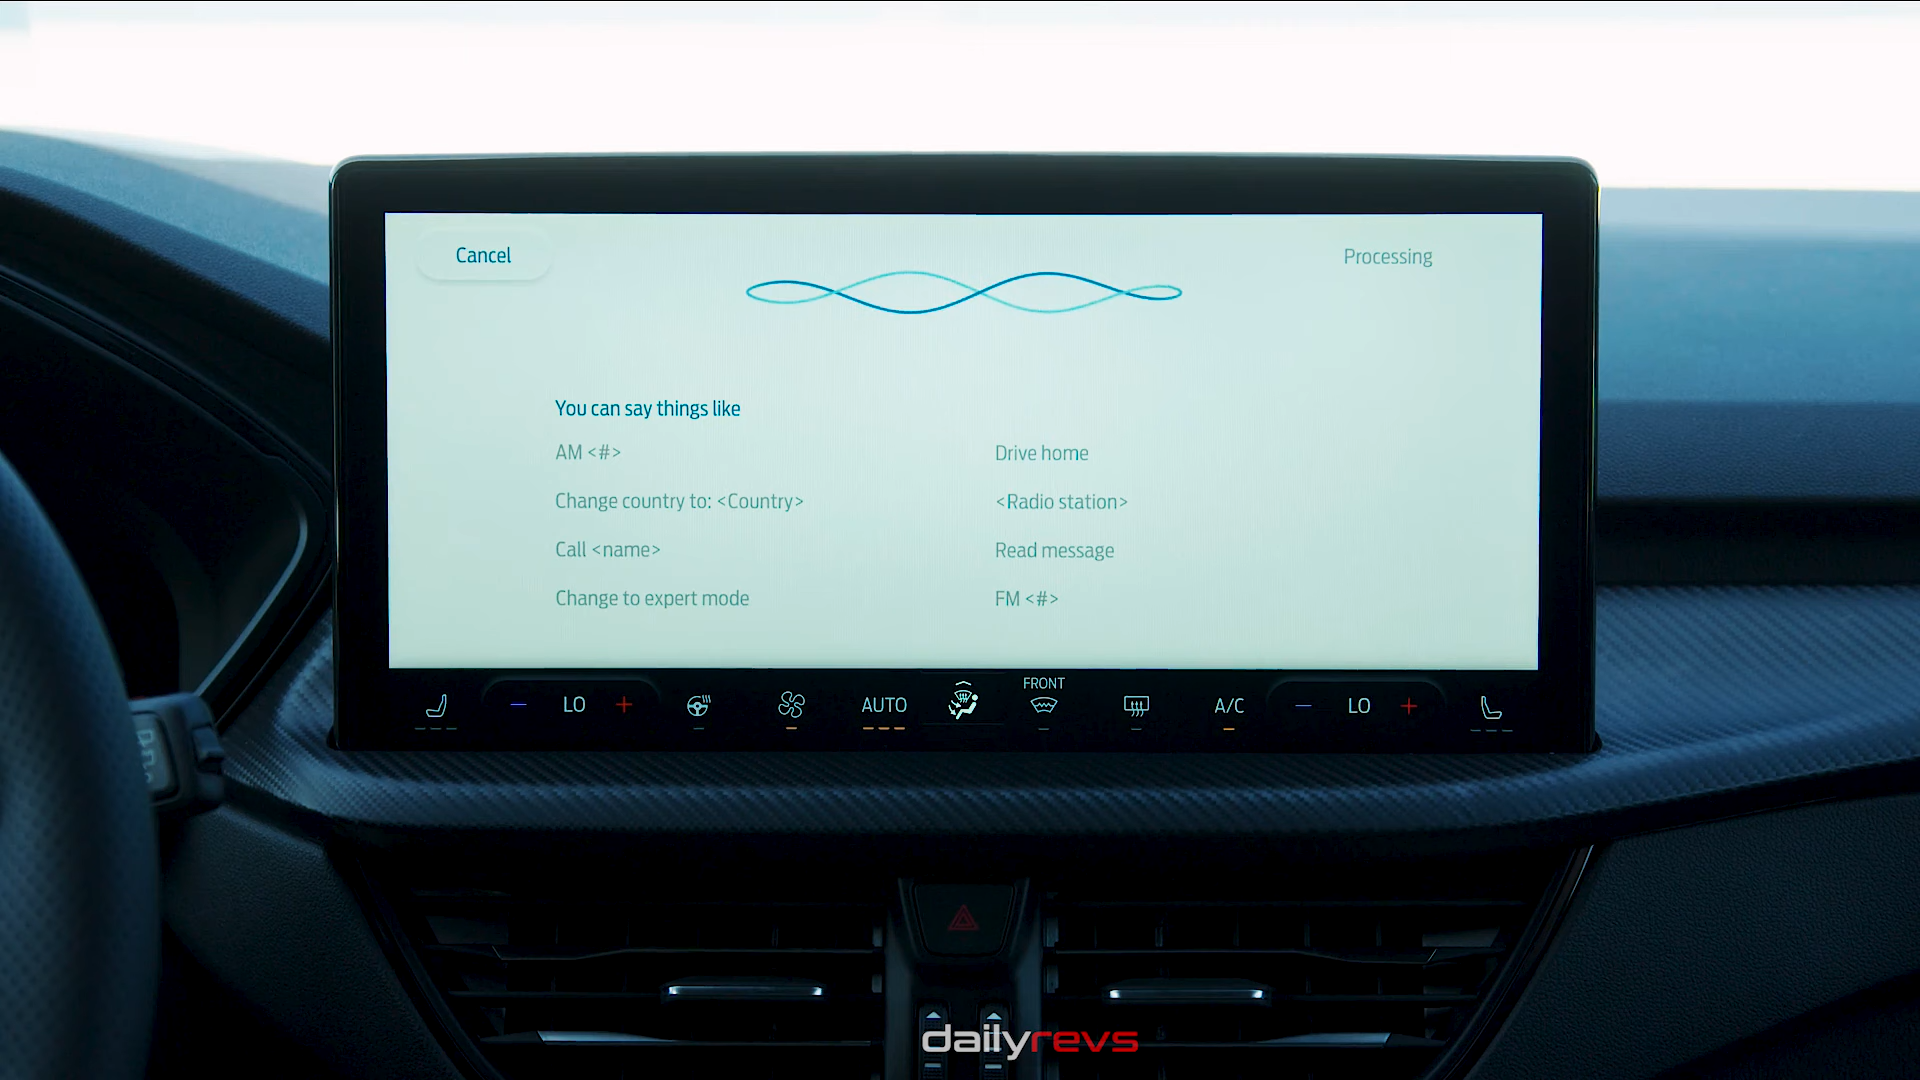 Cancel
Processing
You can say things like
AM <#>
Drive home
Change country to: <Country>
<Radio station>
Call <name>
Read message
Change to expert mode
FM <#>
FRONT
LO
AUTO
A/C
LO
dailyrevs